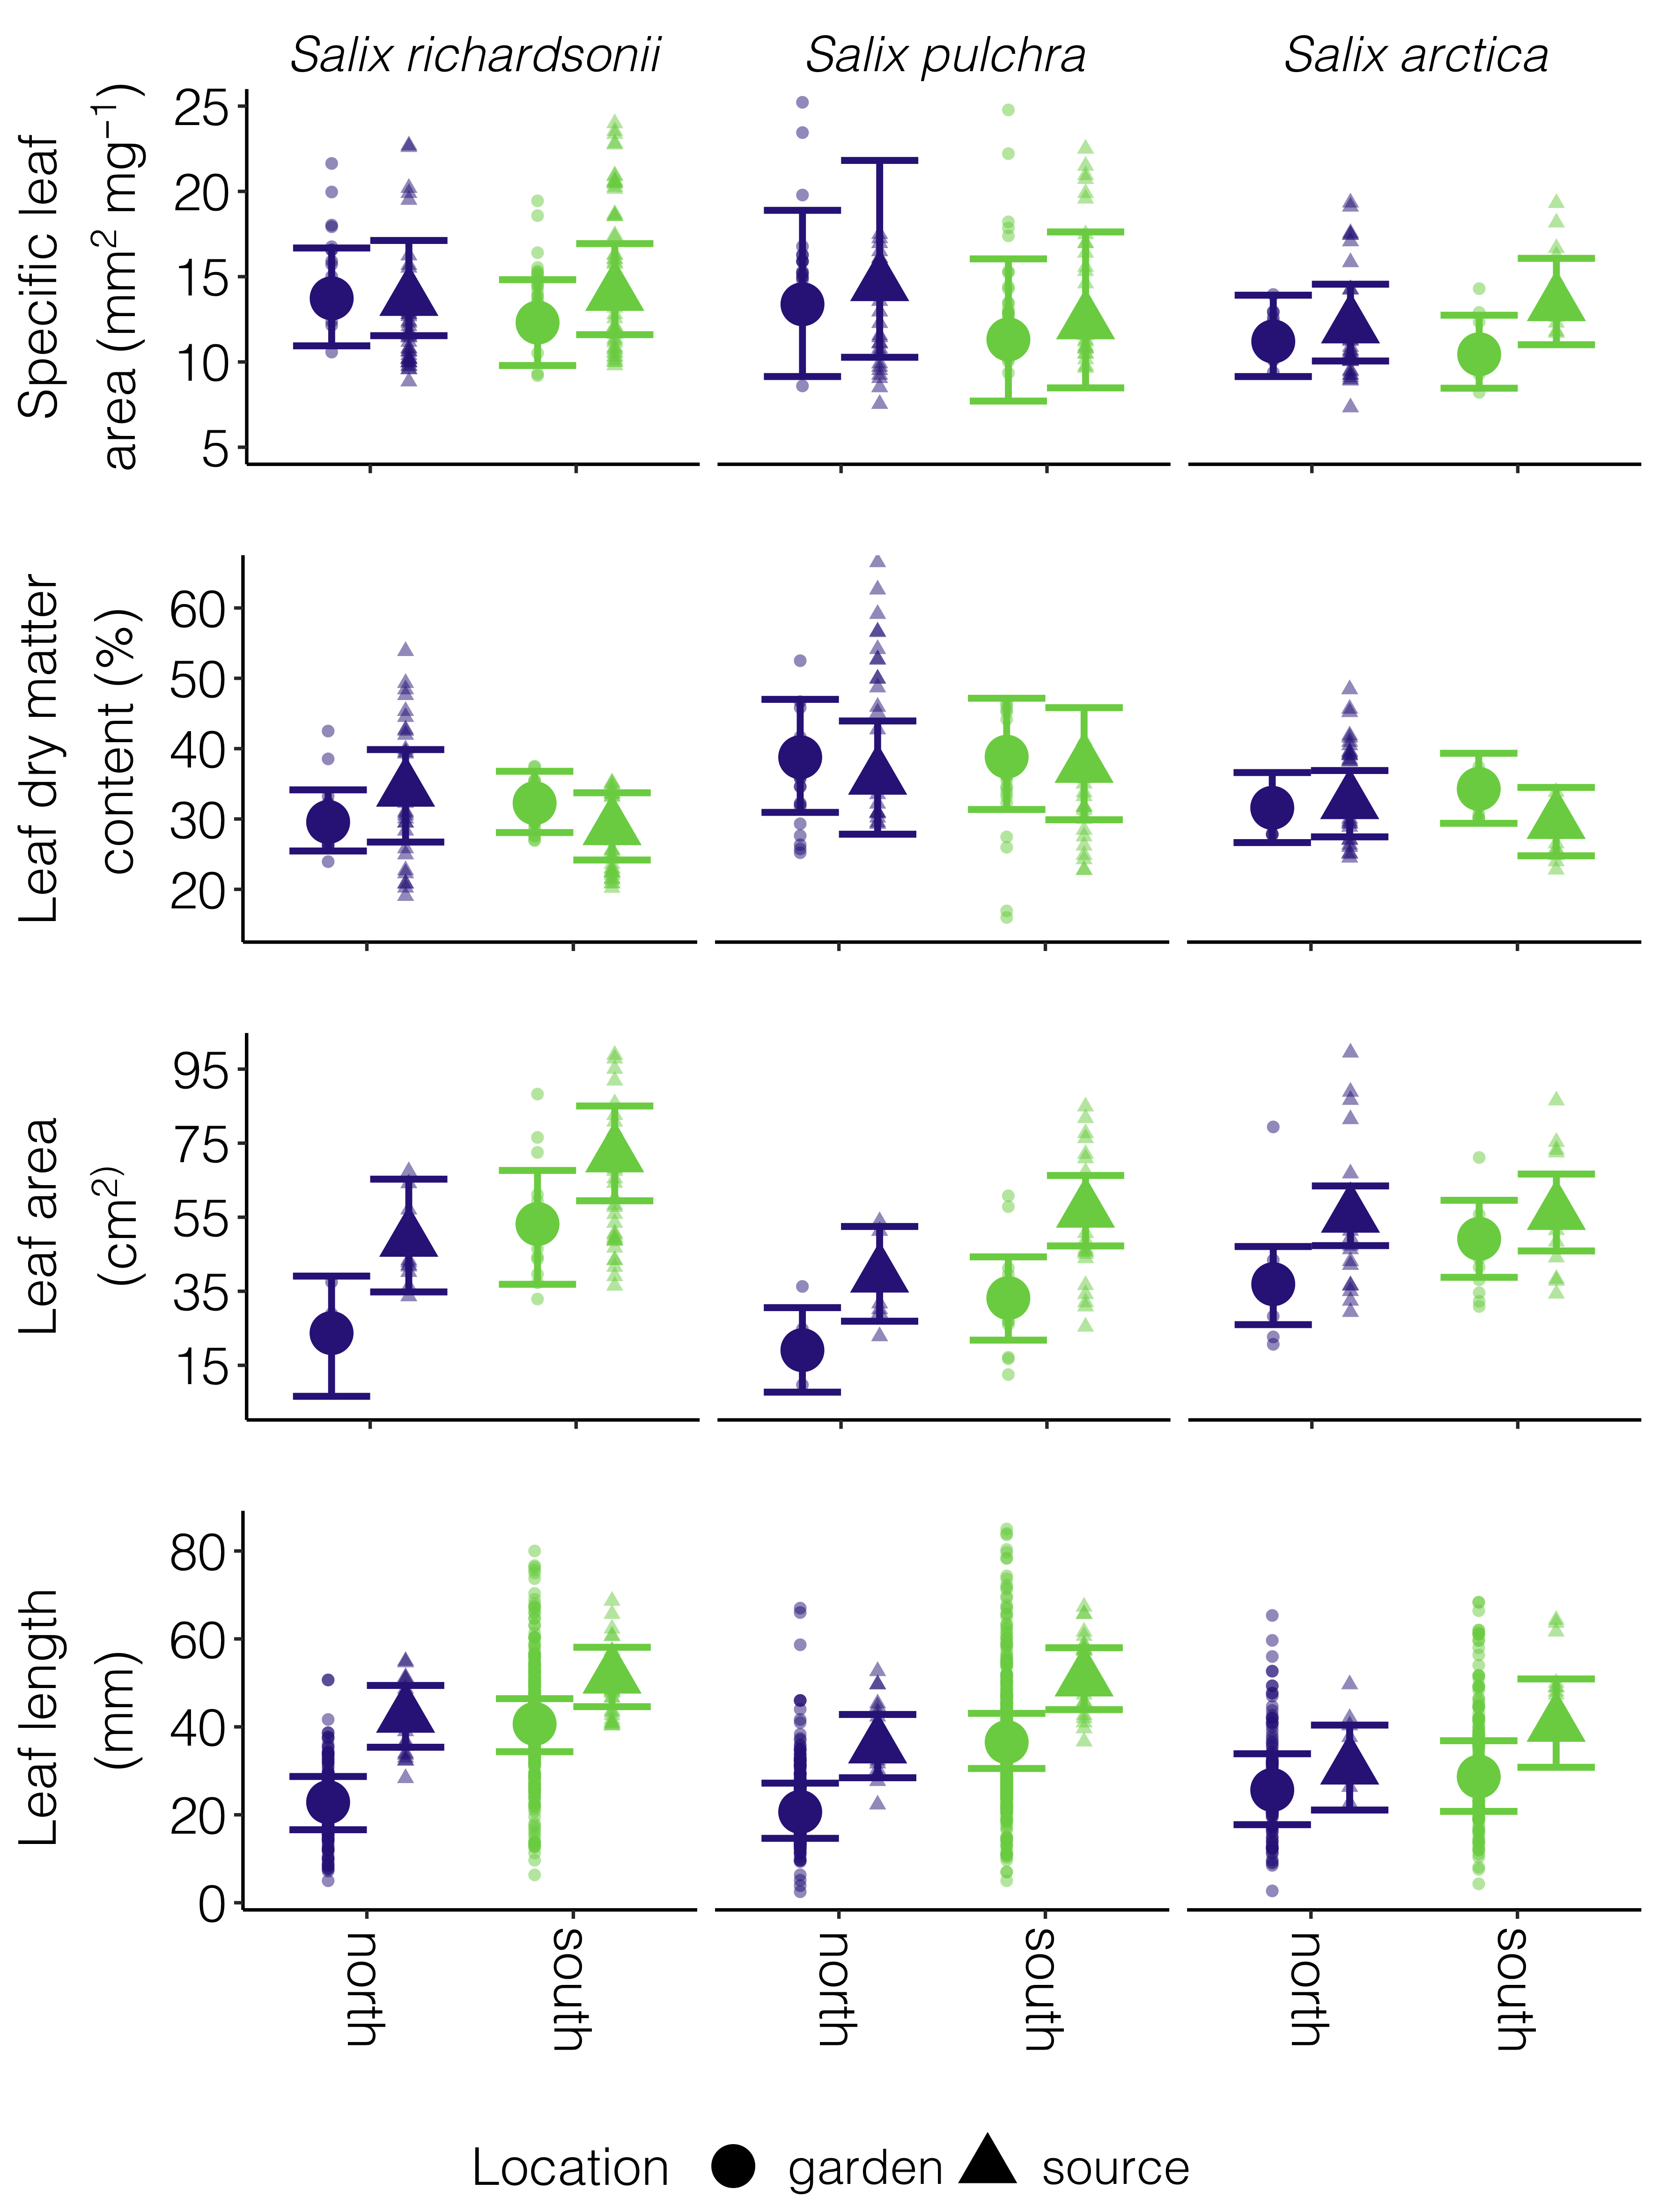 Salix richardsonii Salix pulchra Salix arctica
Specific leaf
area (mm² mg⁻¹)
25
20
15
10
5
Leaf dry matter
content (%)
60
50
40
30
20
Leaf area
(cm²⁾
95
75
55
35
15
Leaf length
(mm)
80
60
40
20
0
north south north south north south
Location garden source